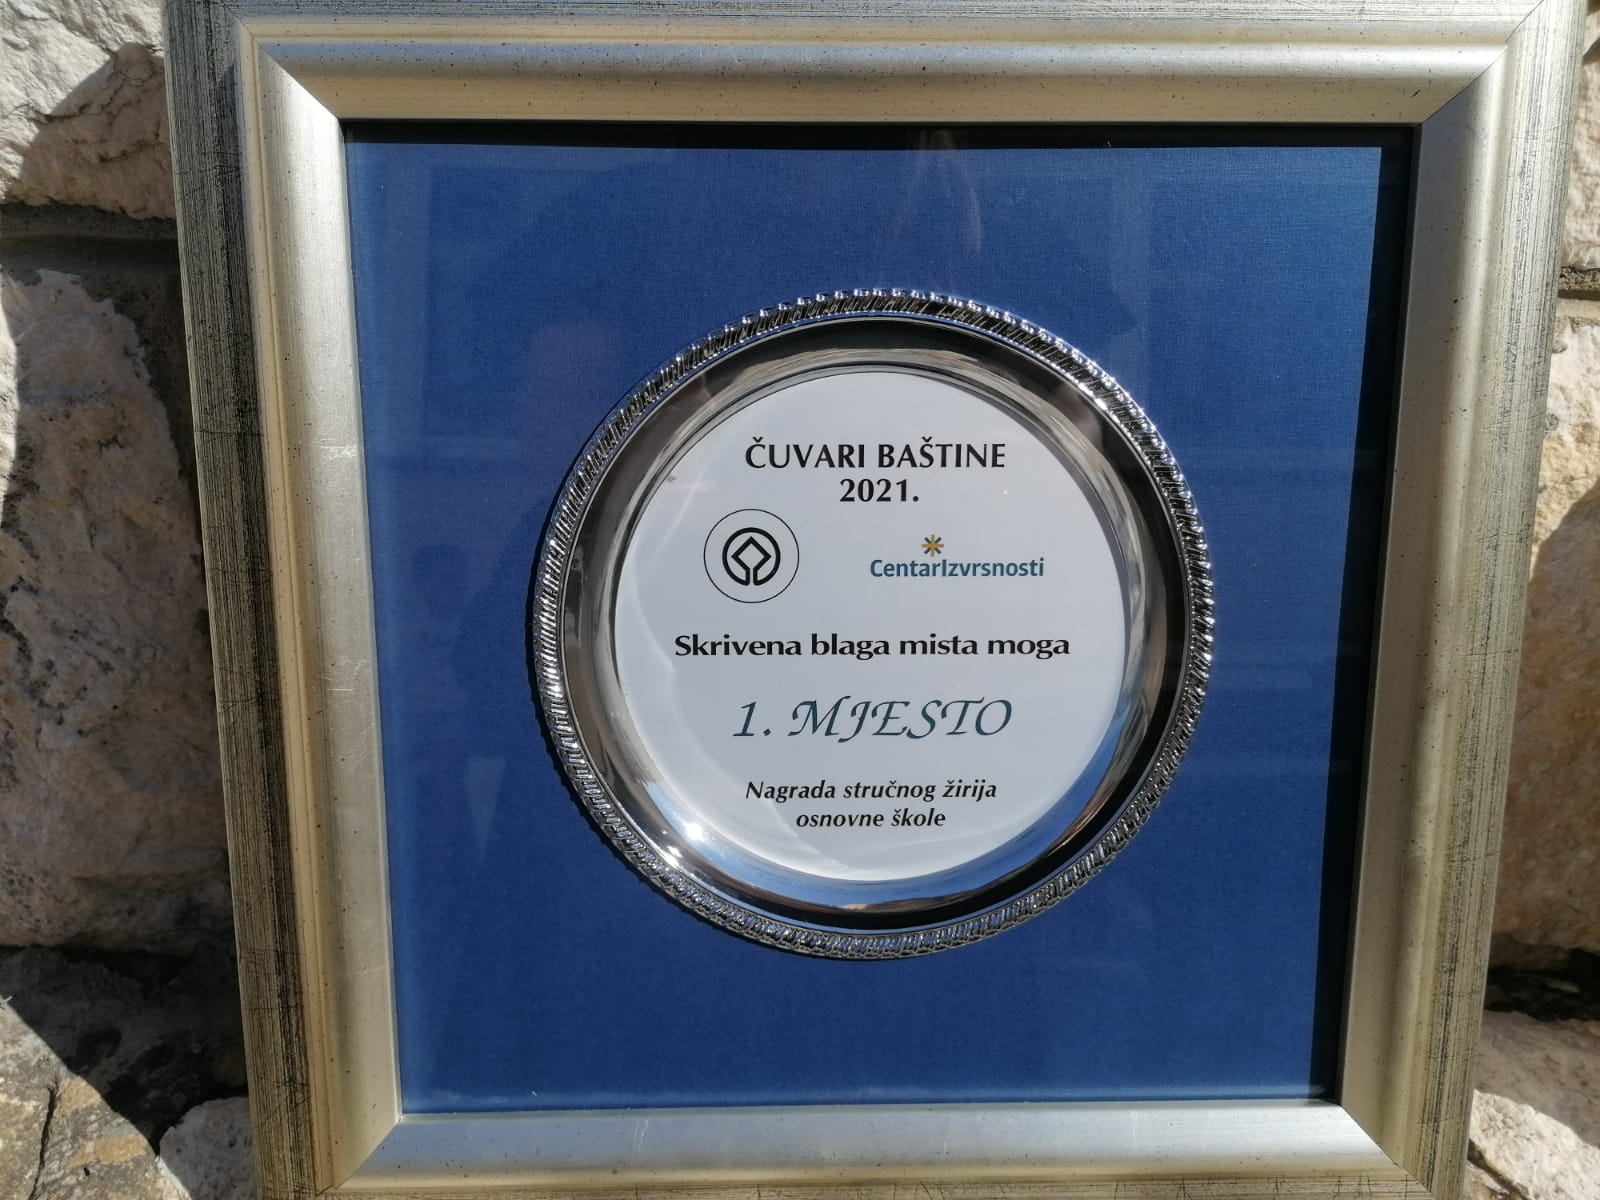 ČUVARI BAŠTINE
2021.
CentarIzvrsnosti
Skrivena blaga mista moga
1. MJESTO
Nagrada stručnog žirija
osnovne škole